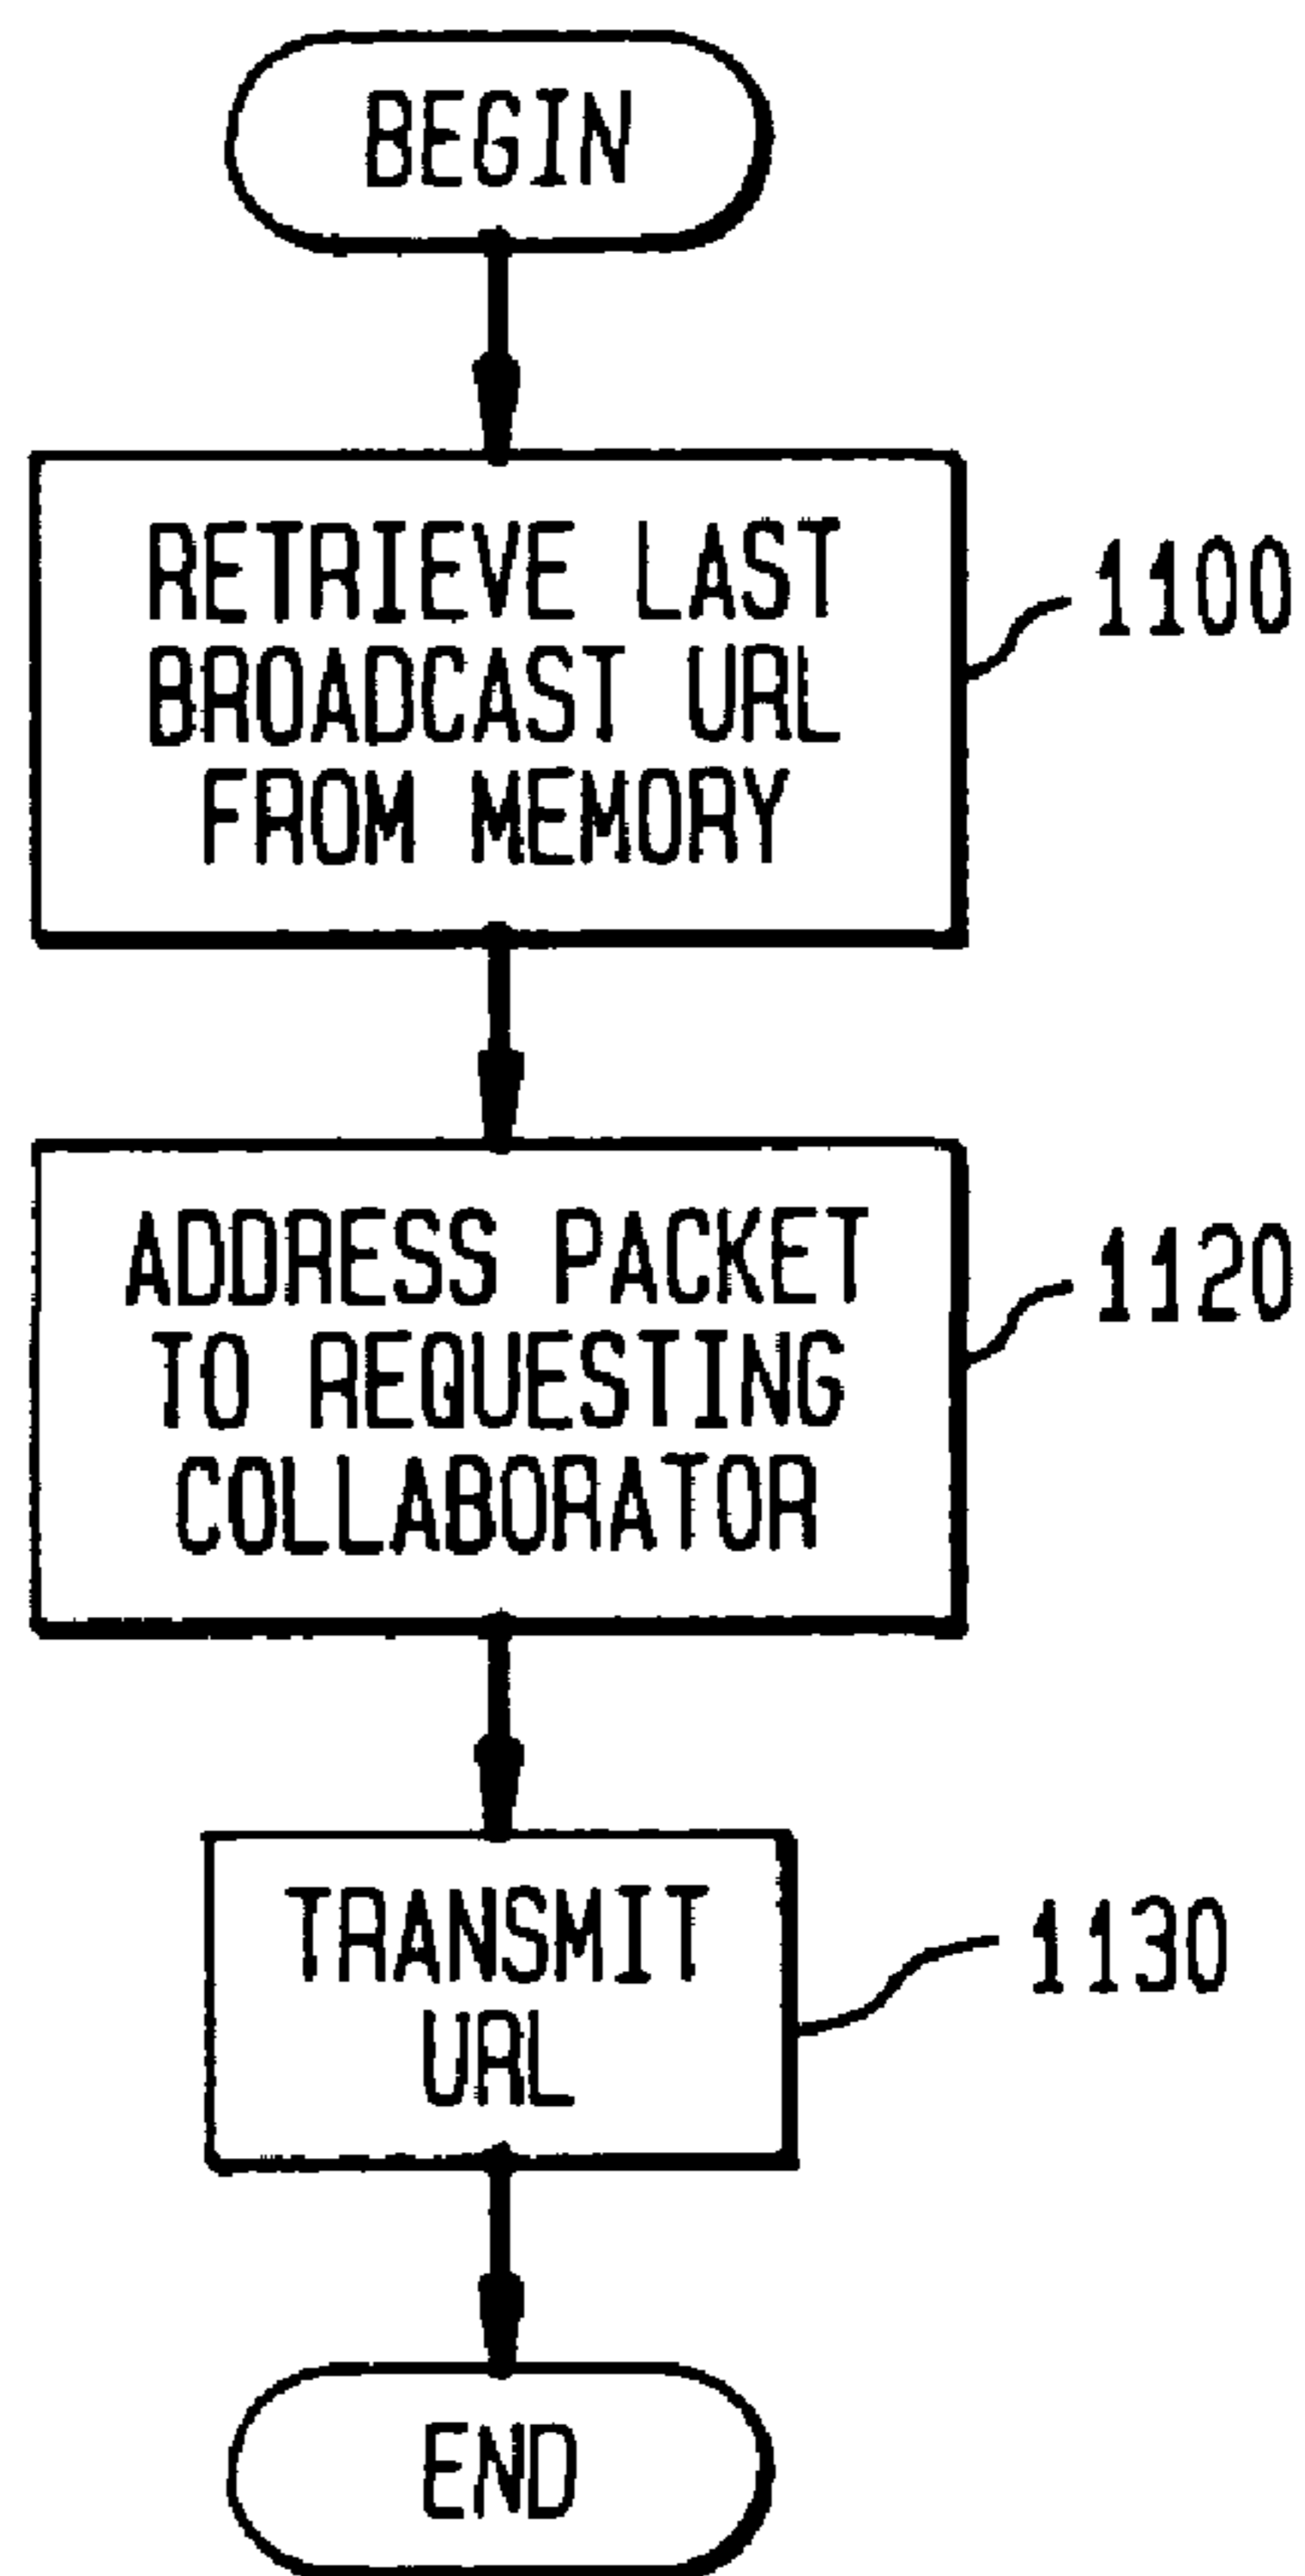 BEGIN
RETRIEVE LAST
BROADCAST URL
FROM MEMORY
1100
ADDRESS PACKET
TO REQUESTING
COLLABORATOR
1120
TRANSMIT
URL
1130
END